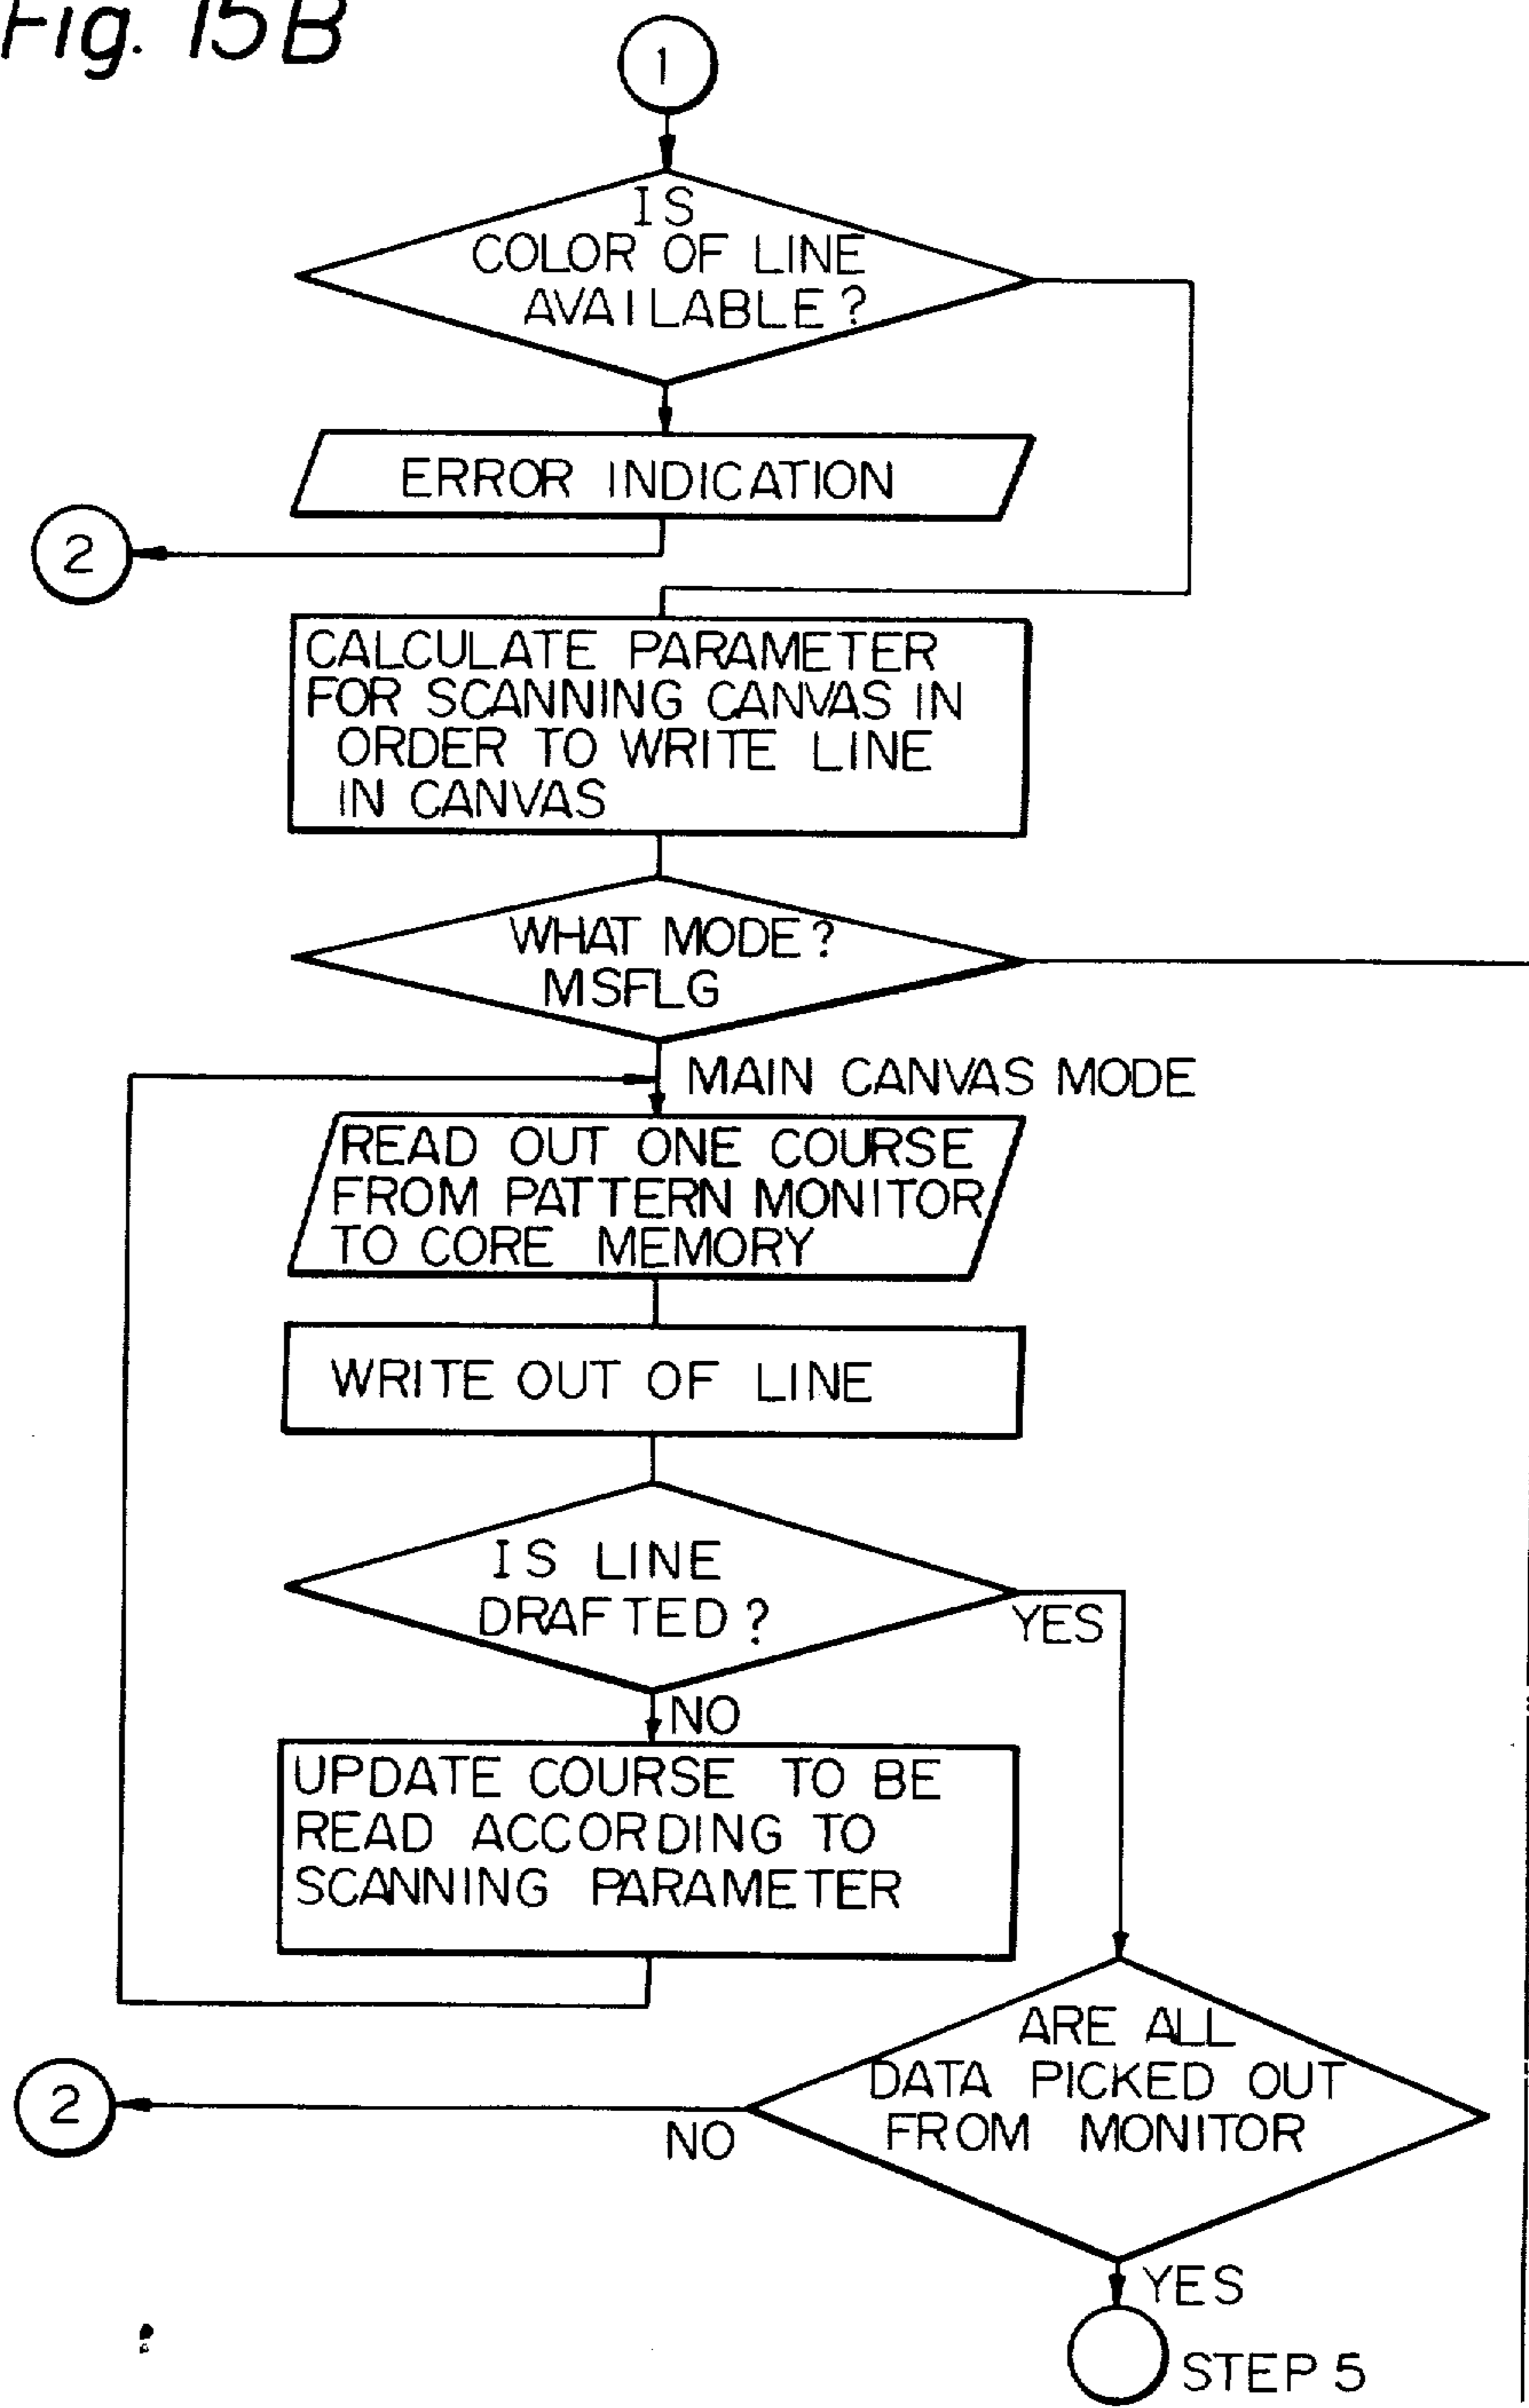 Fig. 15B
1
IS
COLOR OF LINE
AVAILABLE?
ERROR INDICATION
2
CALCULATE PARAMETER
FOR SCANNING CANVAS IN
ORDER TO WRITE LINE
IN CANVAS
WHAT MODE?
MSFLG
MAIN CANVAS MODE
READ OUT ONE COURSE
FROM PATTERN MONITOR
TO CORE MEMORY
WRITE OUT OF LINE
IS LINE
DRAFTED?
YES
NO
UPDATE COURSE TO BE
READ ACCORDING TO
SCANNING PARAMETER
ARE ALL
DATA PICKED OUT
FROM MONITOR
2
NO
YES
STEP 5